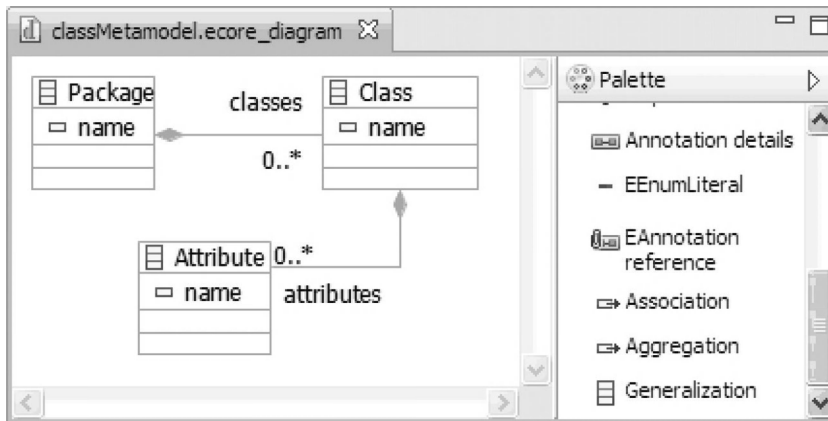 classMetamodel.ecore_diagram
Package
name
classes
0..*
Class
name
Attribute
name
0..*
attributes
Palette
Annotation details
EEnumLiteral
EAnnotation
reference
Association
Aggregation
Generalization